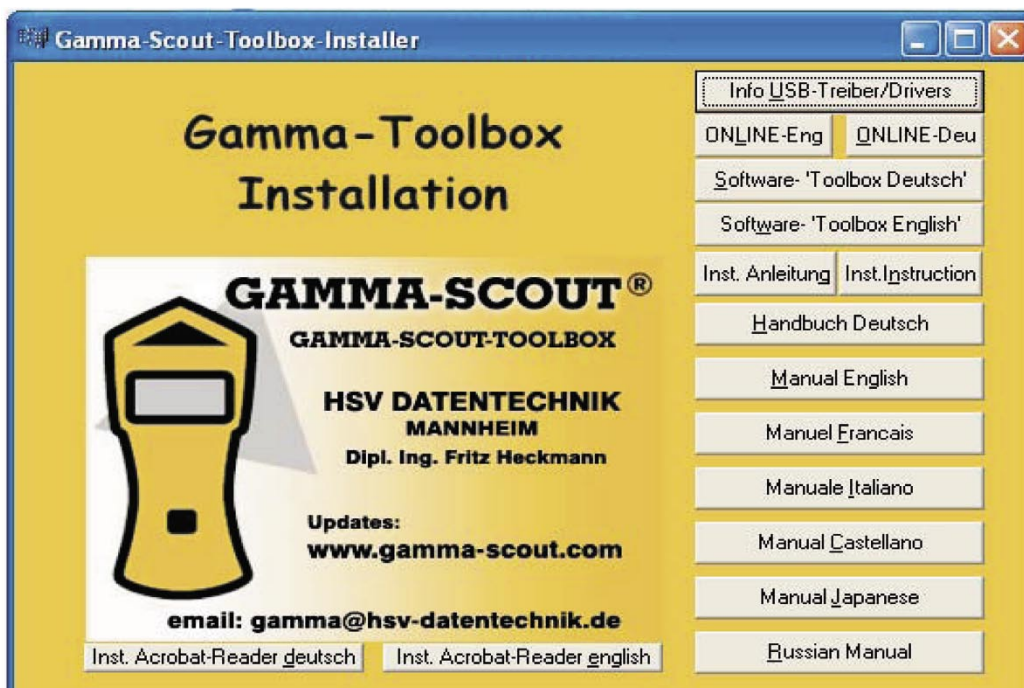 Gamma-Scout-Toolbox-Installer
Gamma-Toolbox
Installation
GAMMA-SCOUT®
GAMMA-SCOUT-TOOLBOX
HSV DATENTECHNIK
MANNHEIM
Dipl. Ing. Fritz Heckmann
Updates:
www.gamma-scout.com
email: gamma@hsv-datentechnik.de
Inst. Acrobat-Reader deutsch
Inst. Acrobat-Reader english
Info USB-Treiber/Drivers
ONLINE-Eng
ONLINE-Deu
Software- 'Toolbox Deutsch'
Software- 'Toolbox English'
Inst. Anleitung
Inst.Instruction
Handbuch Deutsch
Manual English
Manuel Francais
Manuale Italiano
Manual Castellano
Manual Japanese
Russian Manual